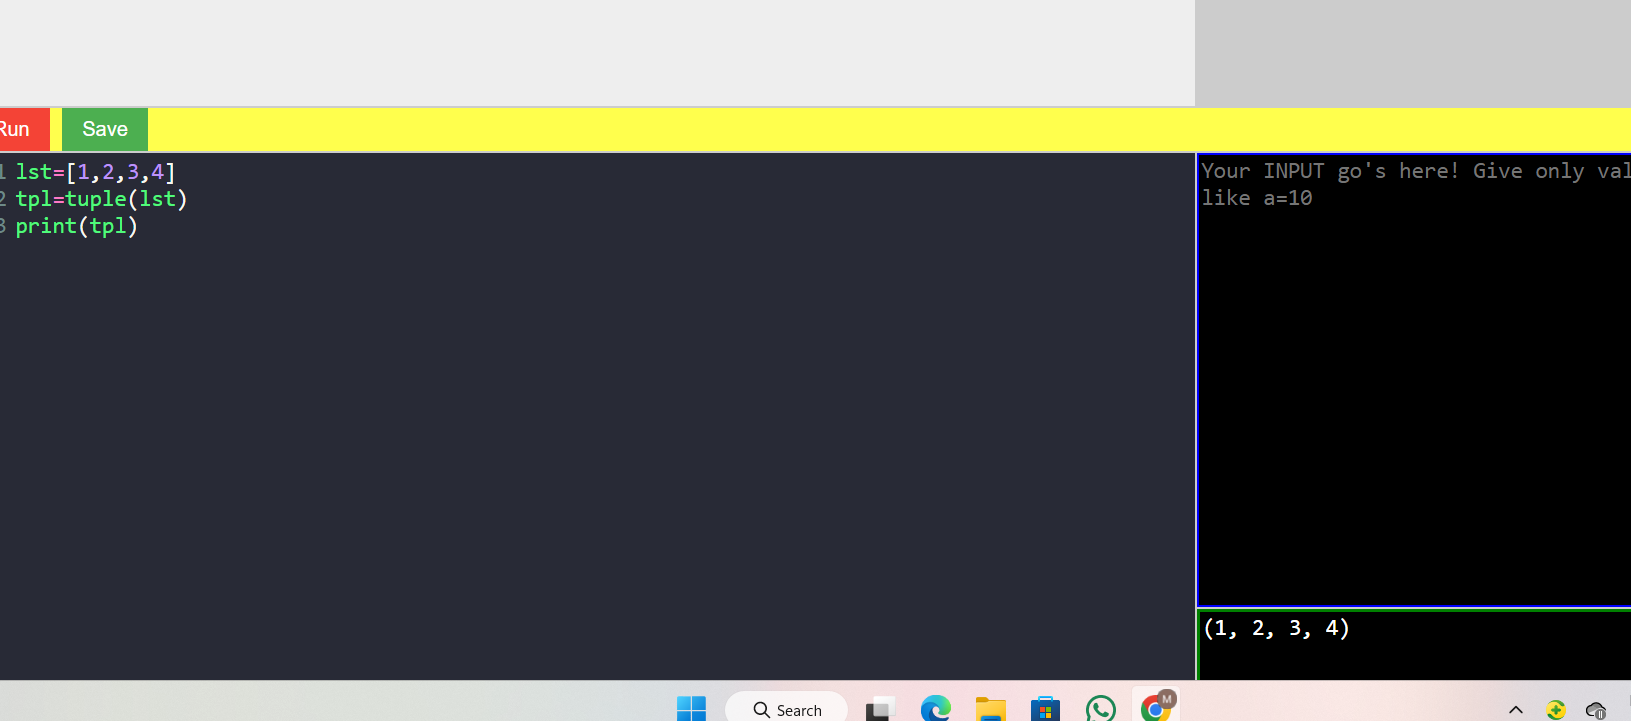 Run Save
1 lst=[1,2,3,4]
2 tpl=tuple(lst)
3 print(tpl)
Your INPUT go's here! Give only val
like a=10
(1, 2, 3, 4)
Search
M